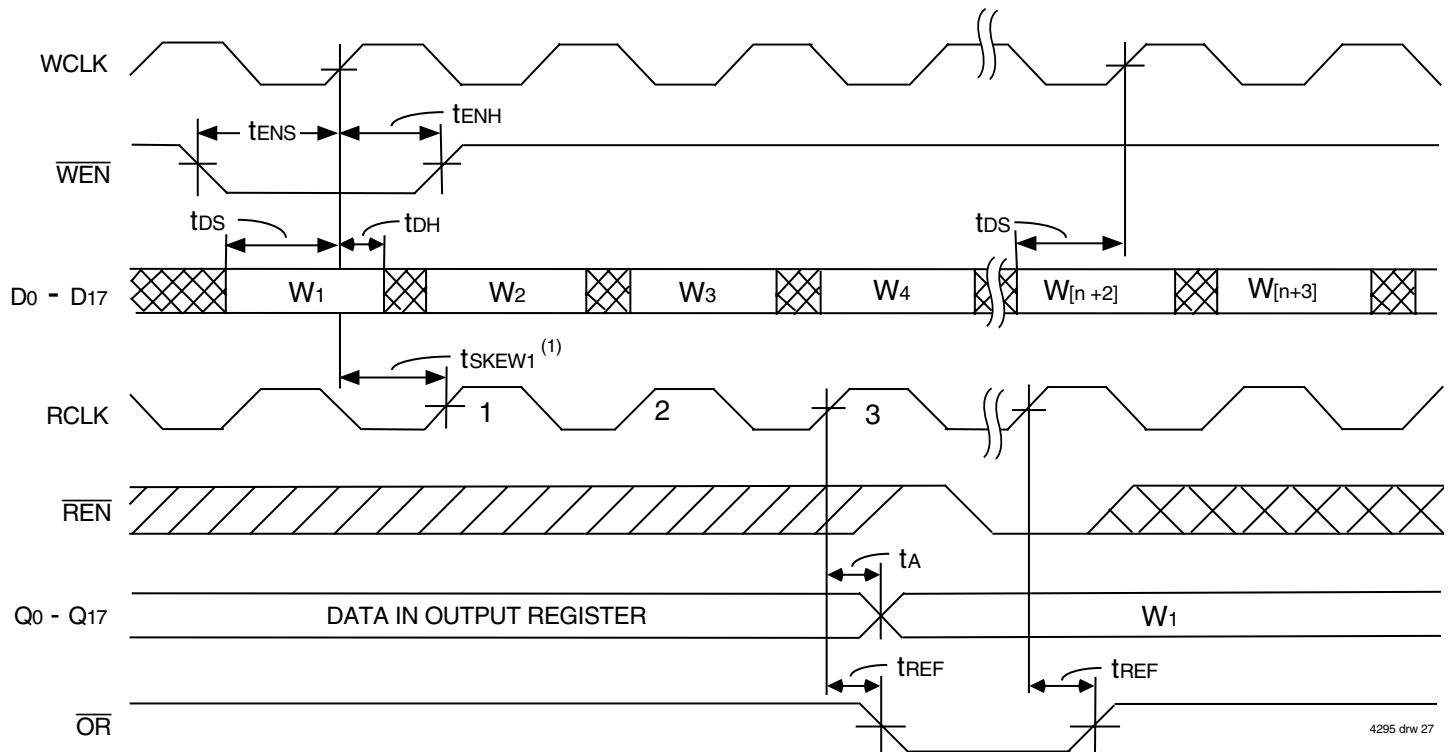 WCLK
tENS
tENH
WEN
tDS
tDH
tDS
D0 - D17
W1
W2
W3
W4
W[n +2]
W[n+3]
tSKEW1 (1)
RCLK
1
2
3
REN
tA
Q0 - Q17
DATA IN OUTPUT REGISTER
W1
tREF
tREF
OR
4295 drw 27